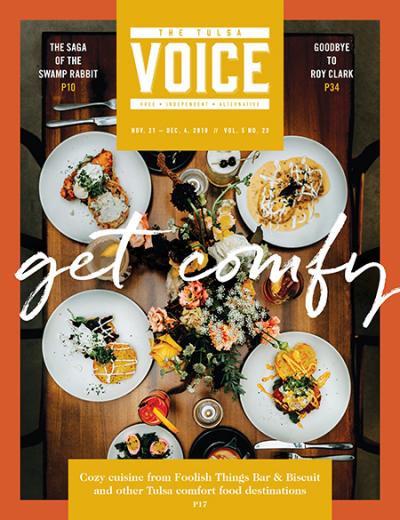 THE TULSA
VOICE
FREE • INDEPENDENT • ALTERNATIVE
NOV. 21 — DEC. 4, 2018 // VOL. 5 NO. 23
THE SAGA
OF THE
SWAMP RABBIT
P10
GOODBYE
TO
ROY CLARK
P34
get comfy
Cozy cuisine from Foolish Things Bar & Biscuit
and other Tulsa comfort food destinations
P17